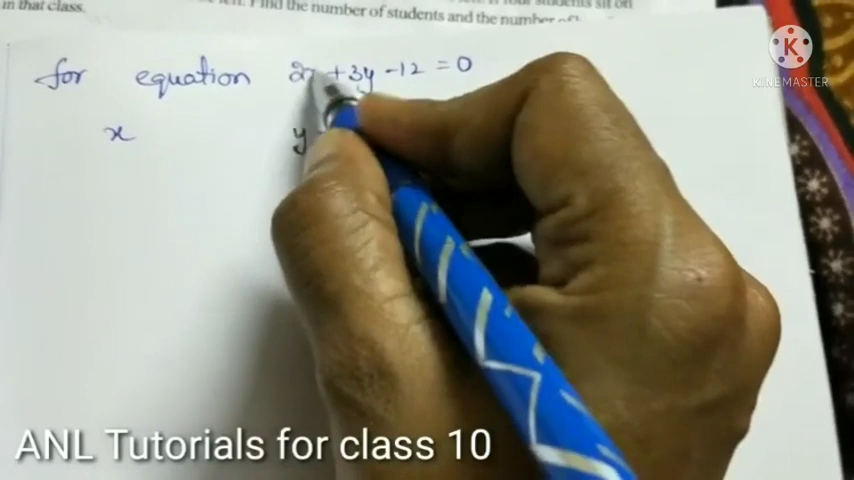 in that class.
Find the number of students and the number of
K
KINEMASTER
for equation 2x+3y-12=0
x y
ANL Tutorials for class 10